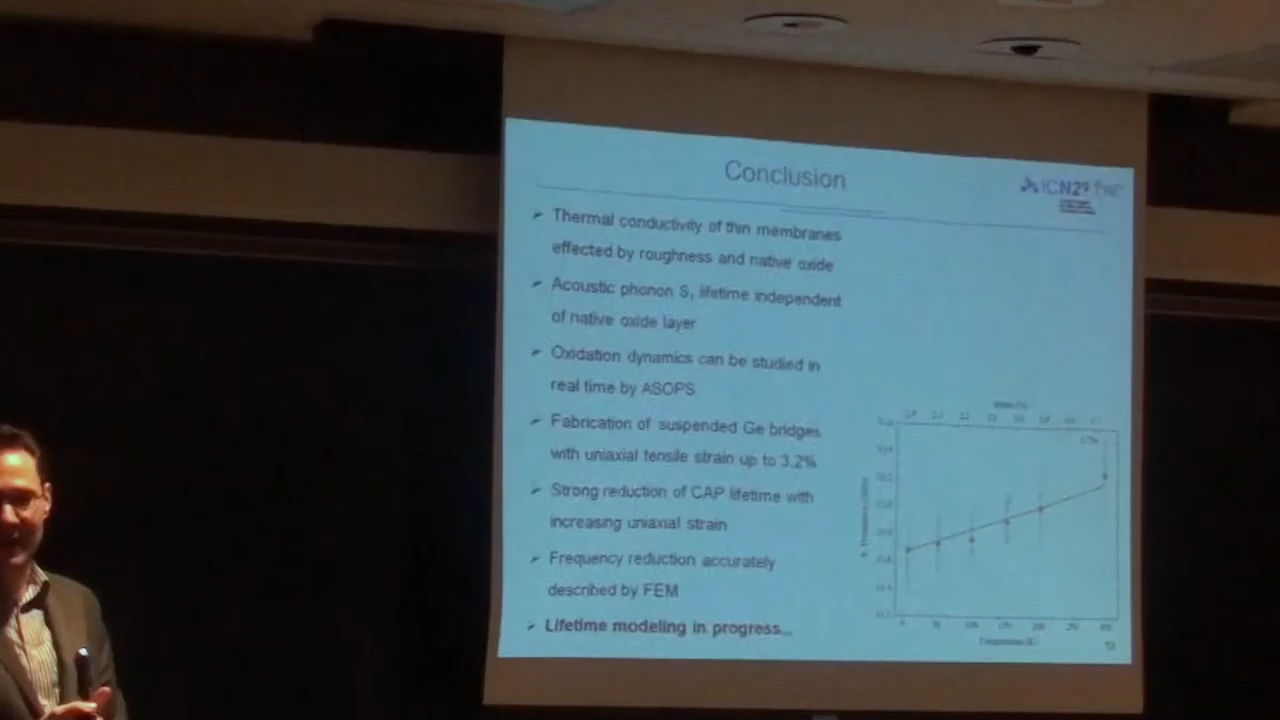 Conclusion
ICN2
➢ Thermal conductivity of thin membranes
effected by roughness and native oxide
➢ Acoustic phonon S, lifetime independent
of native oxide layer
➢ Oxidation dynamics can be studied in
real time by ASOPS
➢ Fabrication of suspended Ge bridges
with uniaxial tensile strain up to 3.2%
➢ Strong reduction of CAP lifetime with
increasing uniaxial strain
➢ Frequency reduction accurately
described by FEM
➢ Lifetime modeling in progress...
53